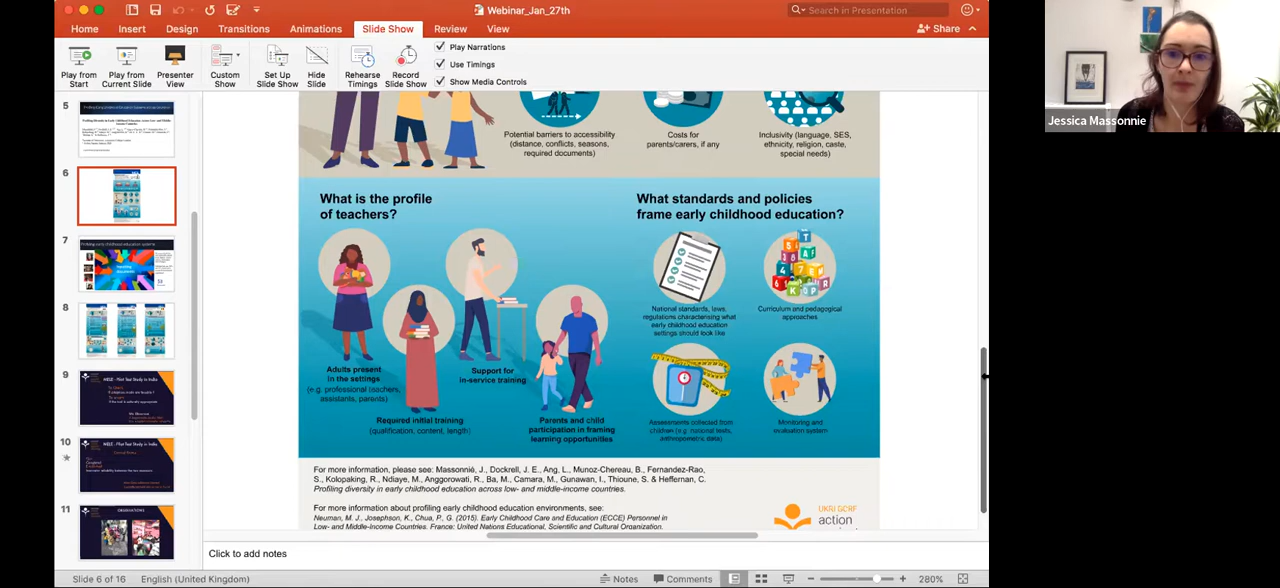 Webinar_Jan_27th
Search in Presentation
Home Insert Design Transitions Animations Slide Show Review View
Share
Play from Start
Play from Current Slide
Presenter View
Custom Show
Set Up Slide Show
Hide Slide
Rehearse Timings
Record Slide Show
Play Narrations
Use Timings
Show Media Controls
Jessica Massonnie
5
6
7
8
9
10
11
Potential barriers to accessibility
(distance, conflicts, seasons,
required documents)
Costs for
parents/carers, if any
Inclusivity (language, SES,
ethnicity, religion, caste,
special needs)
What is the profile
of teachers?
Adults present
in the settings
(e.g. professional teachers,
assistants, parents)
Required initial training
(qualification, content, length)
Support for
in-service training
Parents and child
participation in framing
learning opportunities
What standards and policies
frame early childhood education?
National standards, laws,
regulations characterising what
early childhood education
settings should look like
Curriculum and pedagogical
approaches
Assessments collected from
children (e.g. national tests,
anthropometric data)
Monitoring and
evaluation system
For more information, please see: Massonnié, J., Dockrell, J. E., Ang, L., Munoz-Chereau, B., Fernandez-Rao,
S., Kolopaking, R., Ndiaye, M., Anggorowati, R., Ba, M., Camara, M., Gunawan, I., Thioune, S. & Heffernan, C.
Profiling diversity in early childhood education across low- and middle-income countries.
For more information about profiling early childhood education environments, see:
Neuman, M. J., Josephson, K., Chua, P., G. (2015). Early Childhood Care and Education (ECCE) Personnel in
Low- and Middle-Income Countries. France: United Nations Educational, Scientific and Cultural Organization.
UKRI GCRF
action
Click to add notes
Slide 6 of 16 English (United Kingdom)
Notes Comments 280%